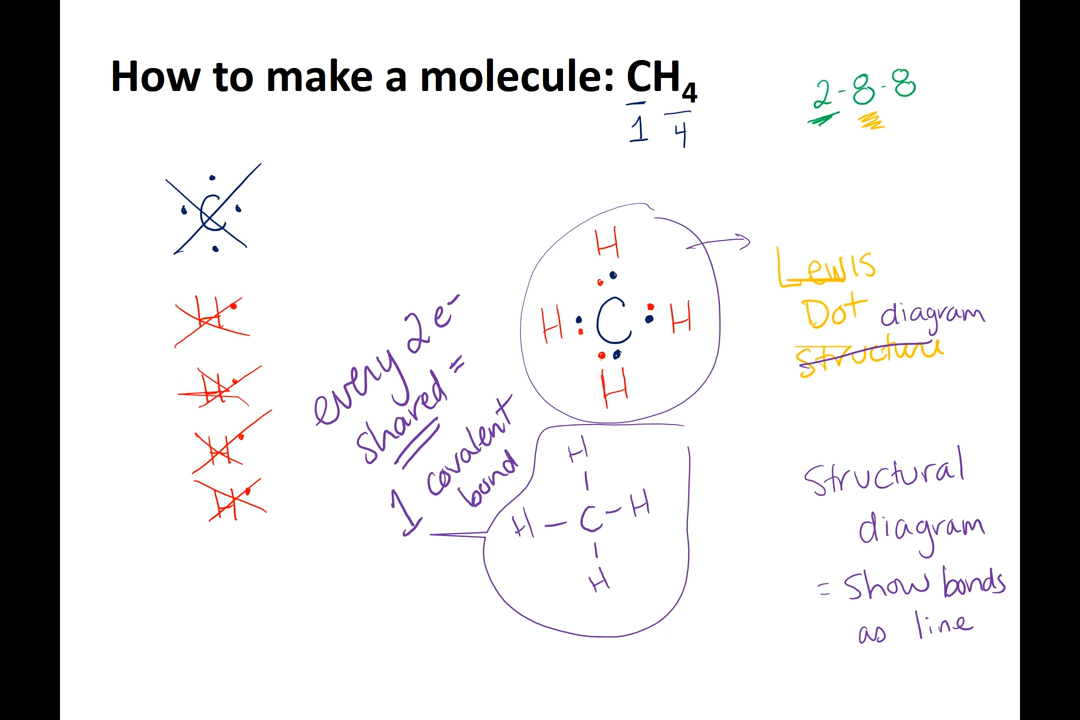 How to make a molecule: CH₄
1 4
2-8-8
C
H
H
H
H
H
H C H
H
Lewis
Dot diagram
structure
every 2 e⁻
shared =
1 covalent
bond
H
H - C - H
H
Structural
diagram
= show bonds
as line